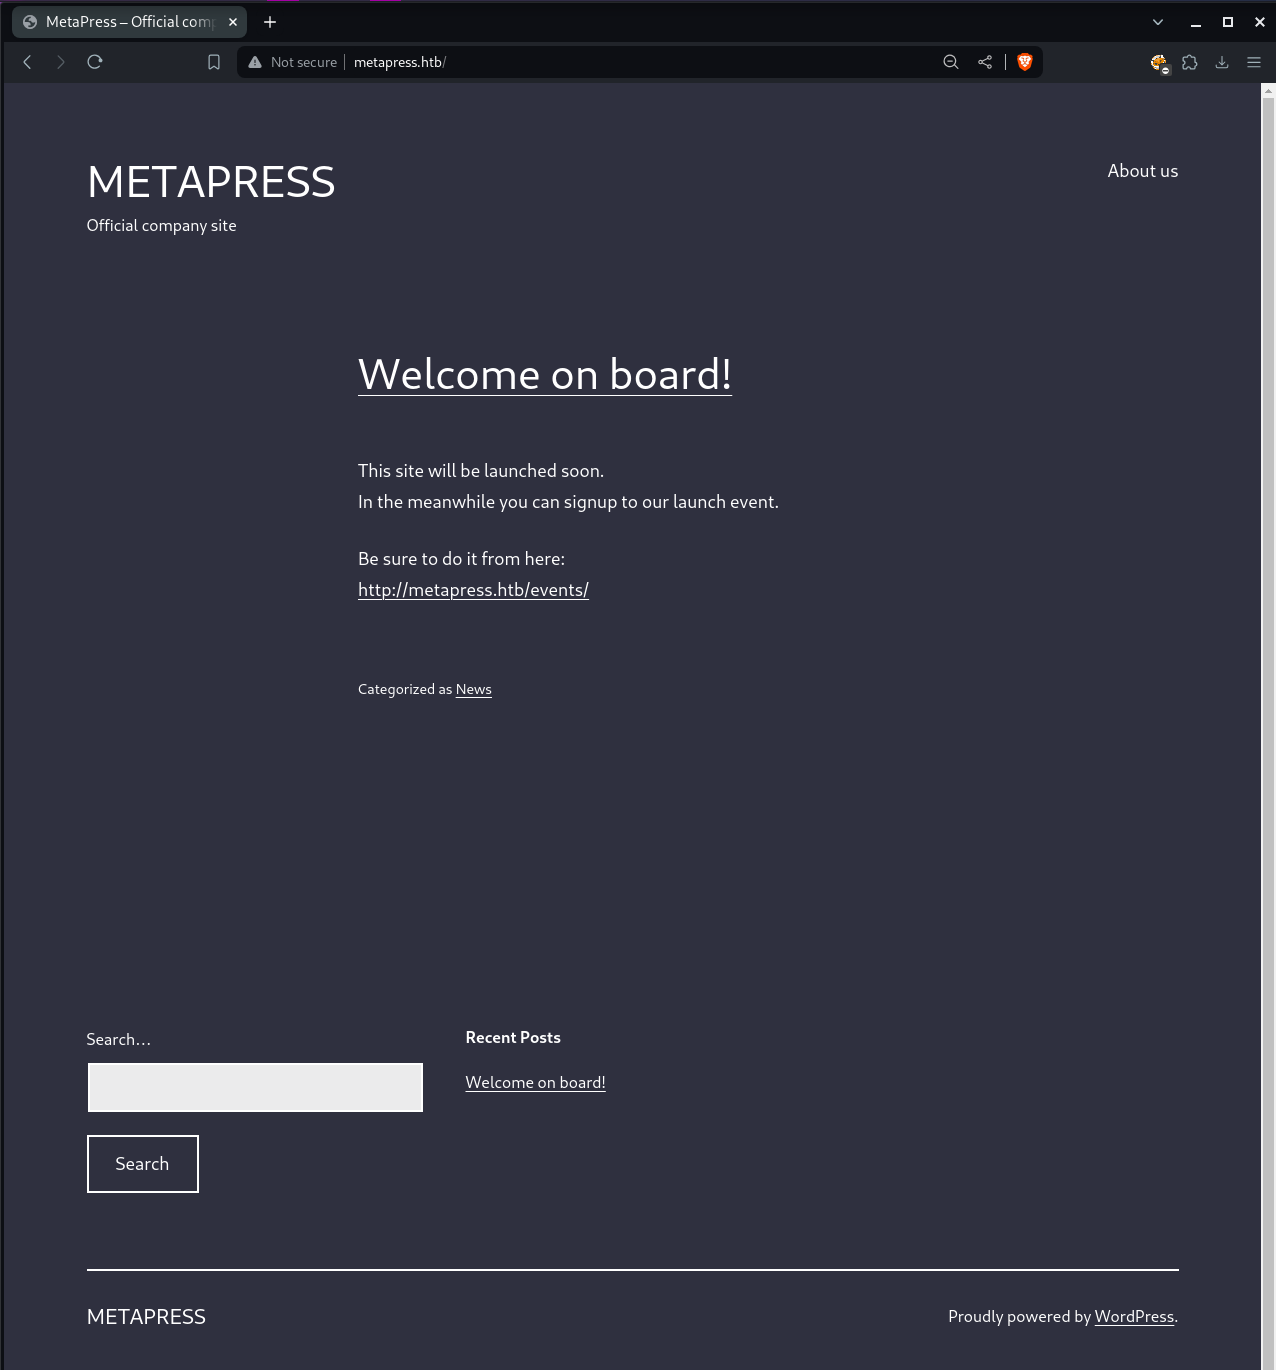 MetaPress – Official comp
Not secure
metapress.htb/
METAPRESS
About us
Official company site
Welcome on board!
This site will be launched soon.
In the meanwhile you can signup to our launch event.
Be sure to do it from here:
http://metapress.htb/events/
Categorized as News
Search…
Recent Posts
Welcome on board!
Search
METAPRESS
Proudly powered by WordPress.